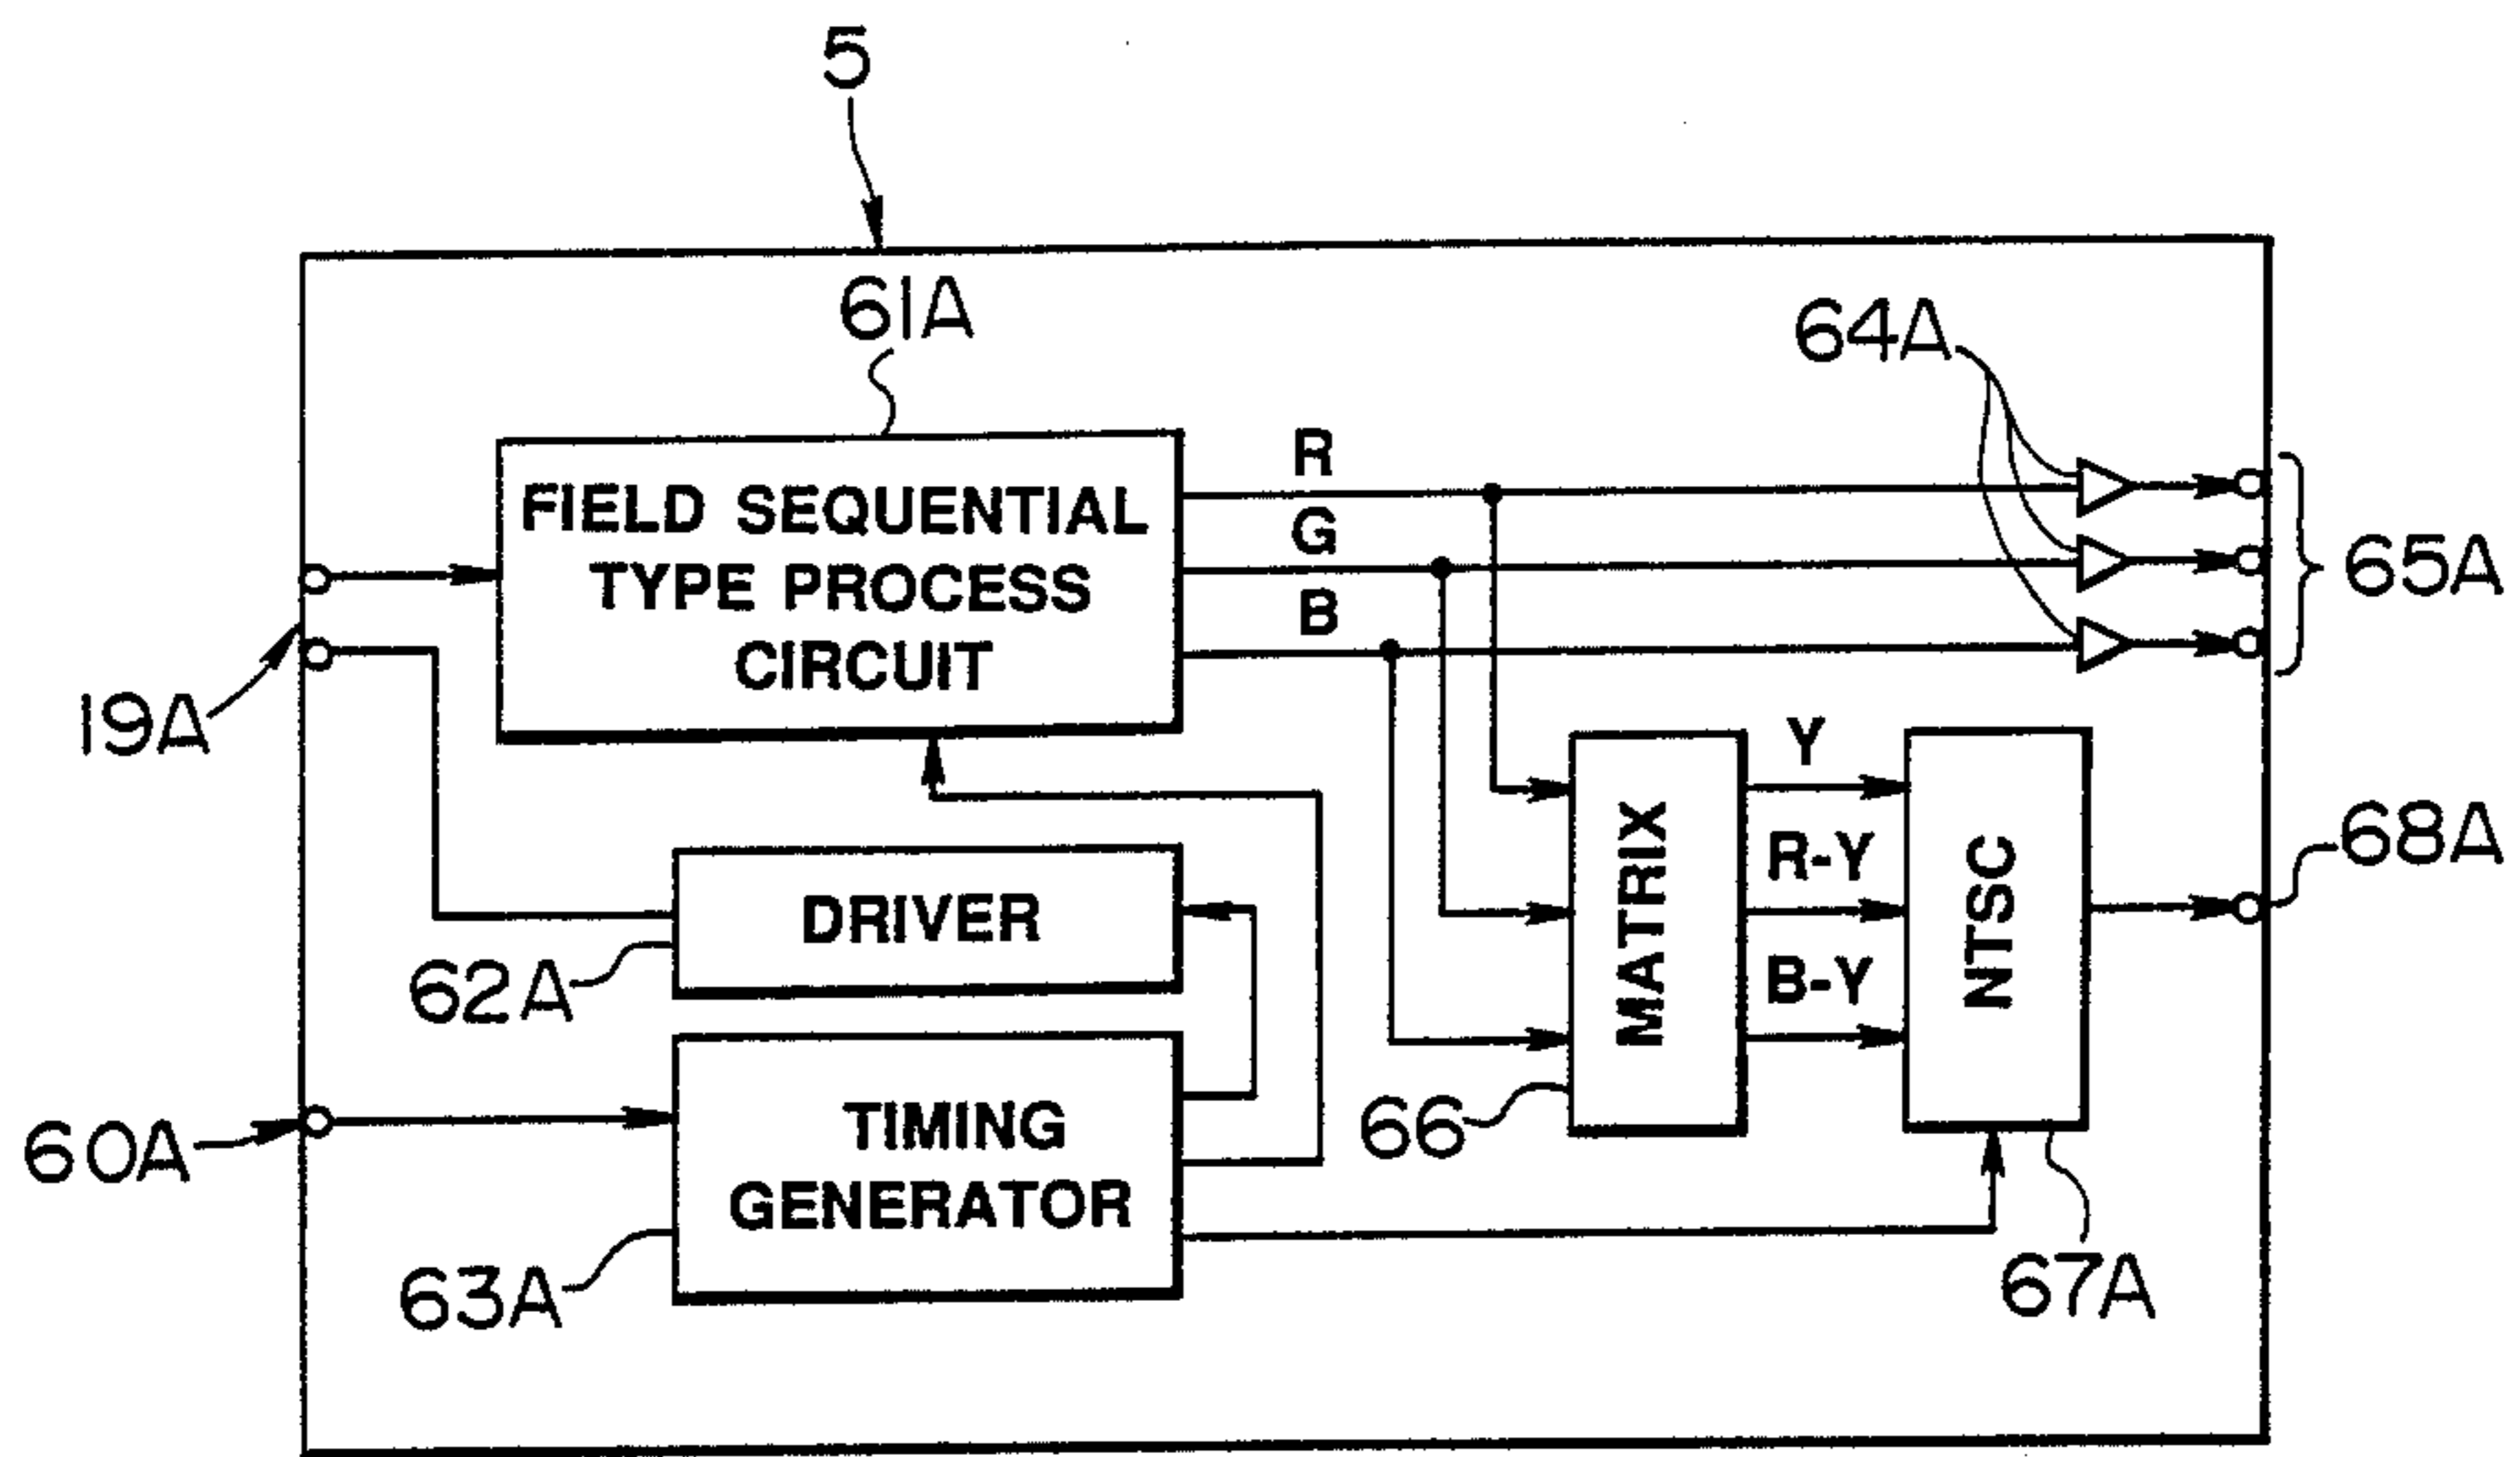 5
61A
64A
FIELD SEQUENTIAL
TYPE PROCESS
CIRCUIT
R
G
B
65A
19A
Y
R-Y
B-Y
MATRIX
NTSC
68A
DRIVER
62A
60A
TIMING
GENERATOR
66
63A
67A